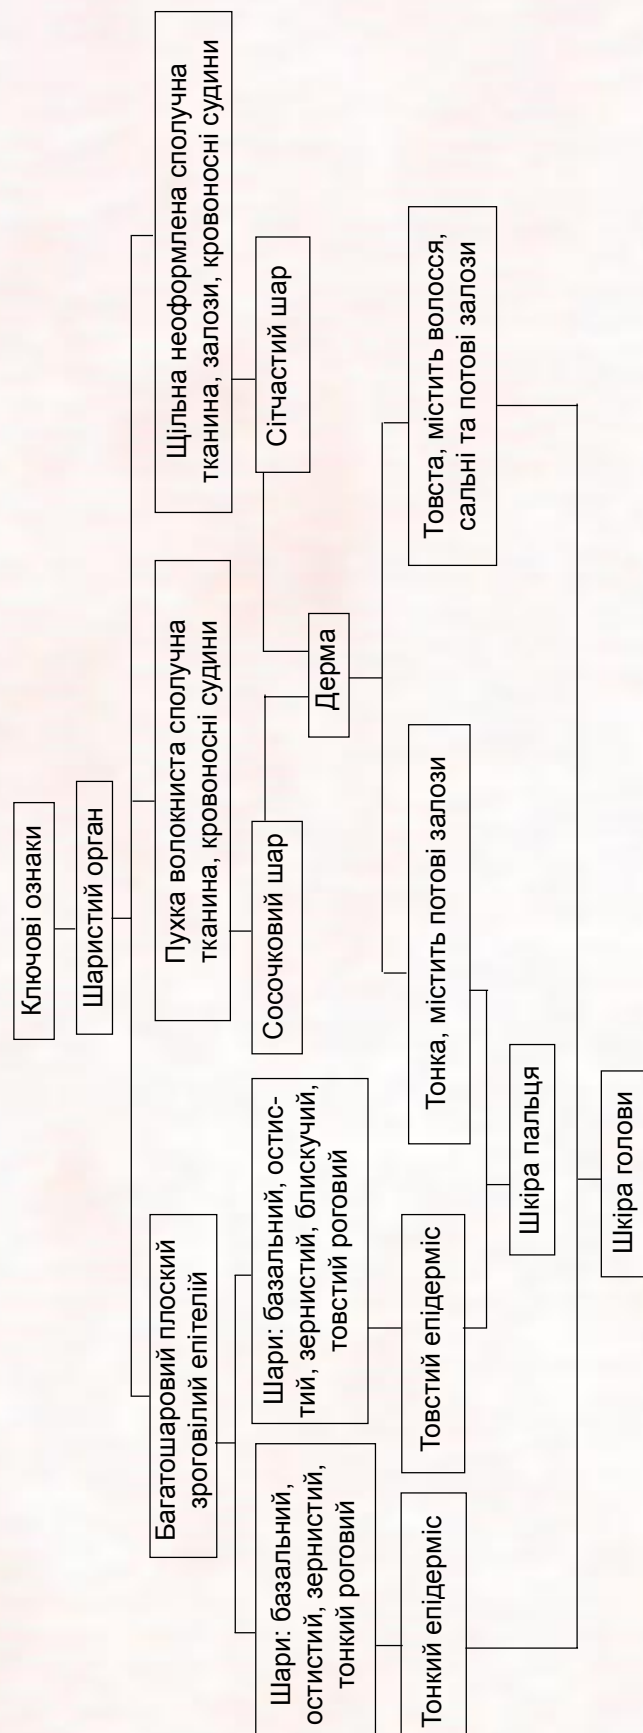 Ключові ознаки
Шаристий орган
Багатошаровий плоский
зроговілий епітелій
Пухка волокниста сполучна
тканина, кровоносні судини
Щільна неоформлена сполучна
тканина, залози, кровоносні судини
Шари: базальний,
остистий, зернистий,
тонкий роговий
Шари: базальний, остис-
тий, зернистий, блискучий,
товстий роговий
Сосочковий шар
Сітчастий шар
Дерма
Тонкий епідерміс
Товстий епідерміс
Тонка, містить потові залози
Товста, містить волосся,
сальні та потові залози
Шкіра пальця
Шкіра голови